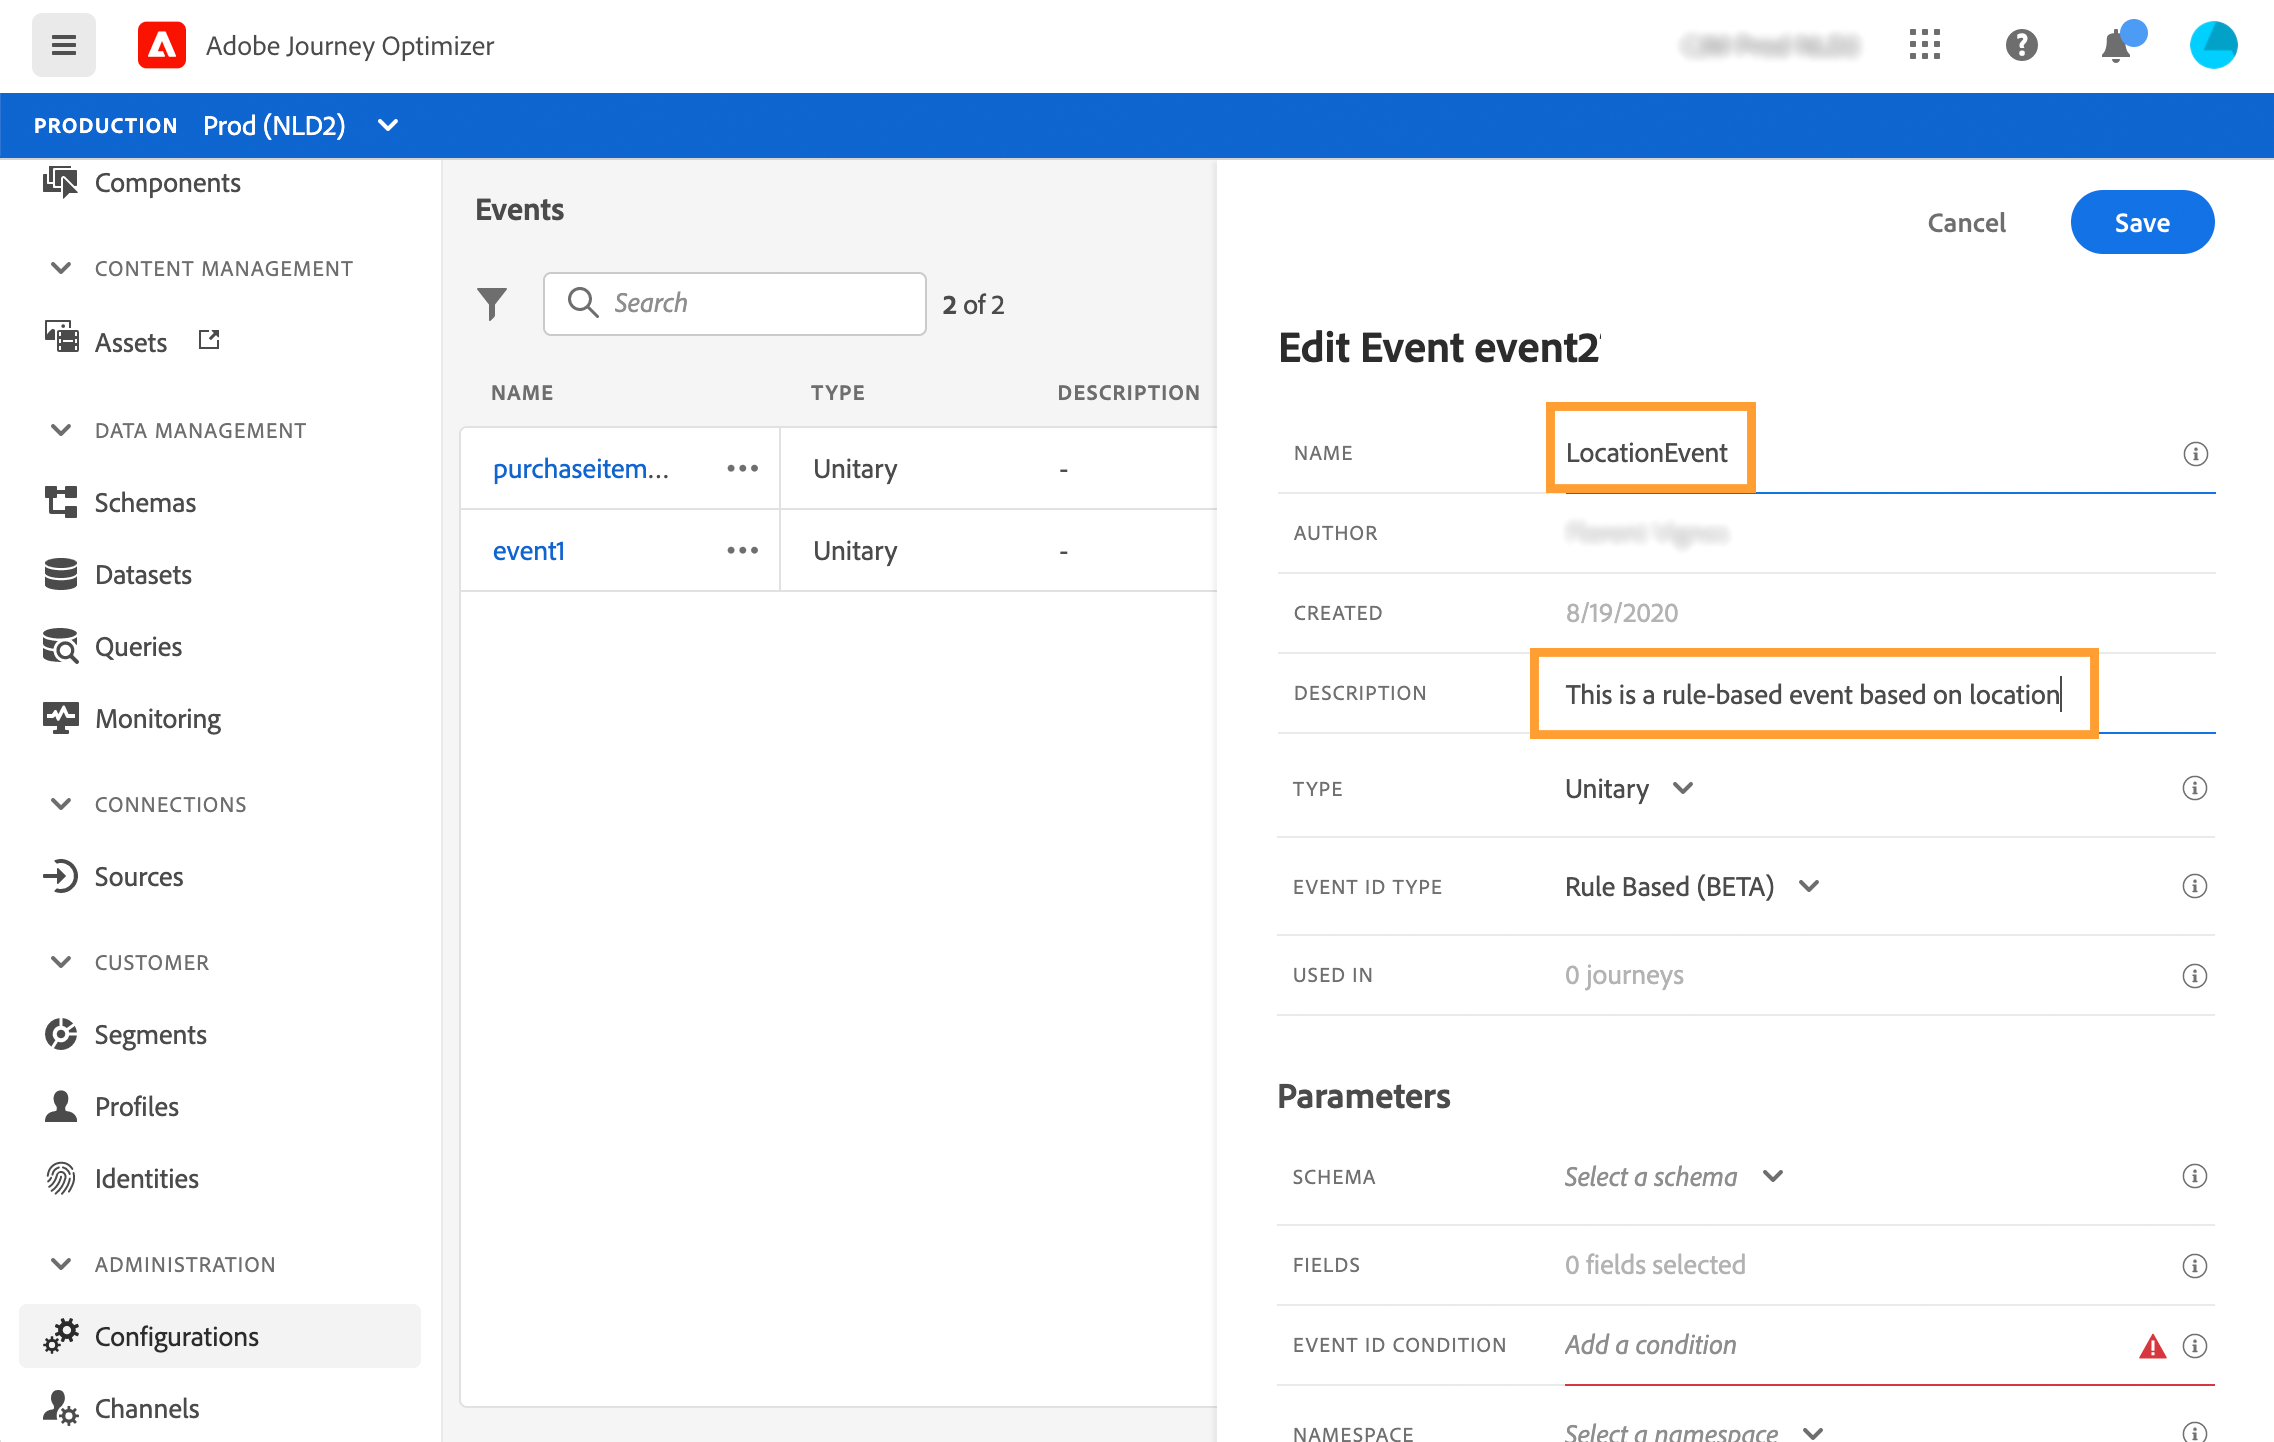 Adobe Journey Optimizer
PRODUCTION Prod (NLD2)
Components
CONTENT MANAGEMENT
Assets
DATA MANAGEMENT
Schemas
Datasets
Queries
Monitoring
CONNECTIONS
Sources
CUSTOMER
Segments
Profiles
Identities
ADMINISTRATION
Configurations
Channels
Events
Search
2 of 2
NAME TYPE DESCRIPTION
purchaseitem... ••• Unitary -
event1 ••• Unitary -
Cancel Save
Edit Event event2
NAME LocationEvent
AUTHOR
CREATED 8/19/2020
DESCRIPTION This is a rule-based event based on location
TYPE Unitary
EVENT ID TYPE Rule Based (BETA)
USED IN 0 journeys
Parameters
SCHEMA Select a schema
FIELDS 0 fields selected
EVENT ID CONDITION Add a condition
NAMESPACE Select a namespace